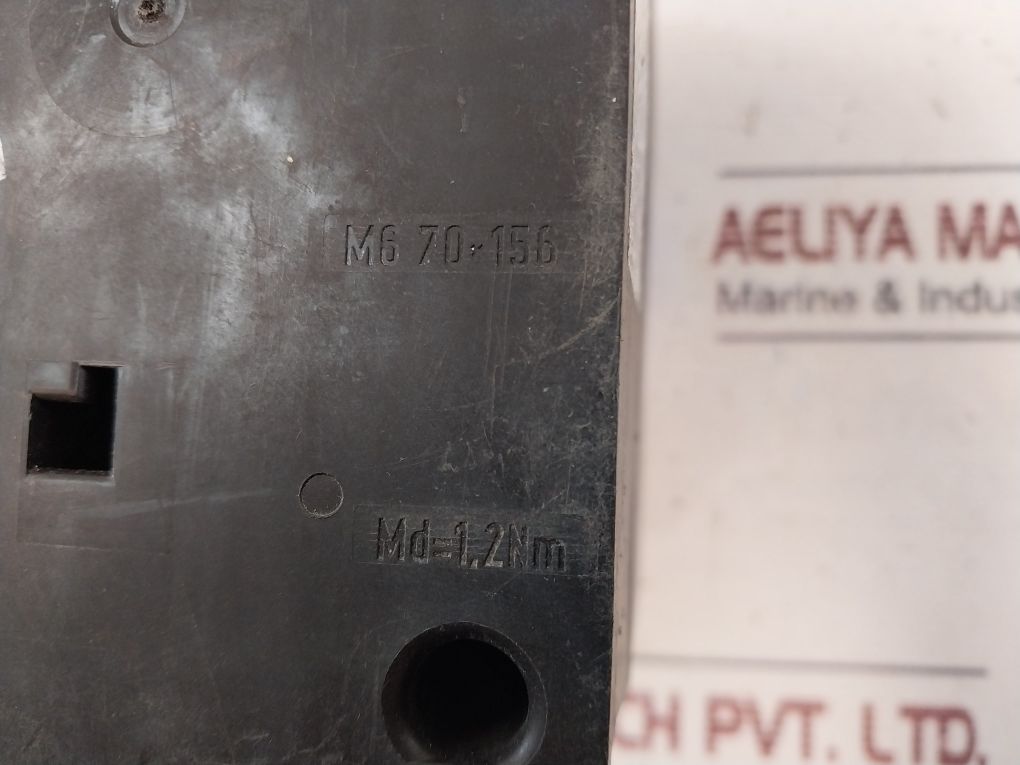 M6 70-156
Md=1,2Nm
AELIYA MA
Marine & Indus
CH PVT. LTD.